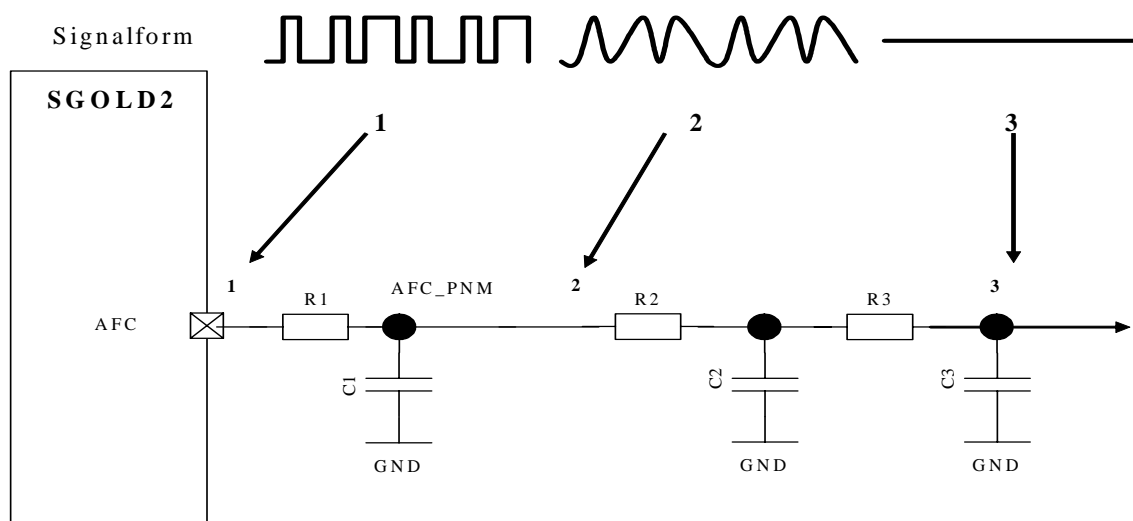 Signalform
SGOLD2
1
2
3
1
AFC_PNM
2
3
R1
R2
R3
AFC
C1
C2
C3
GND
GND
GND